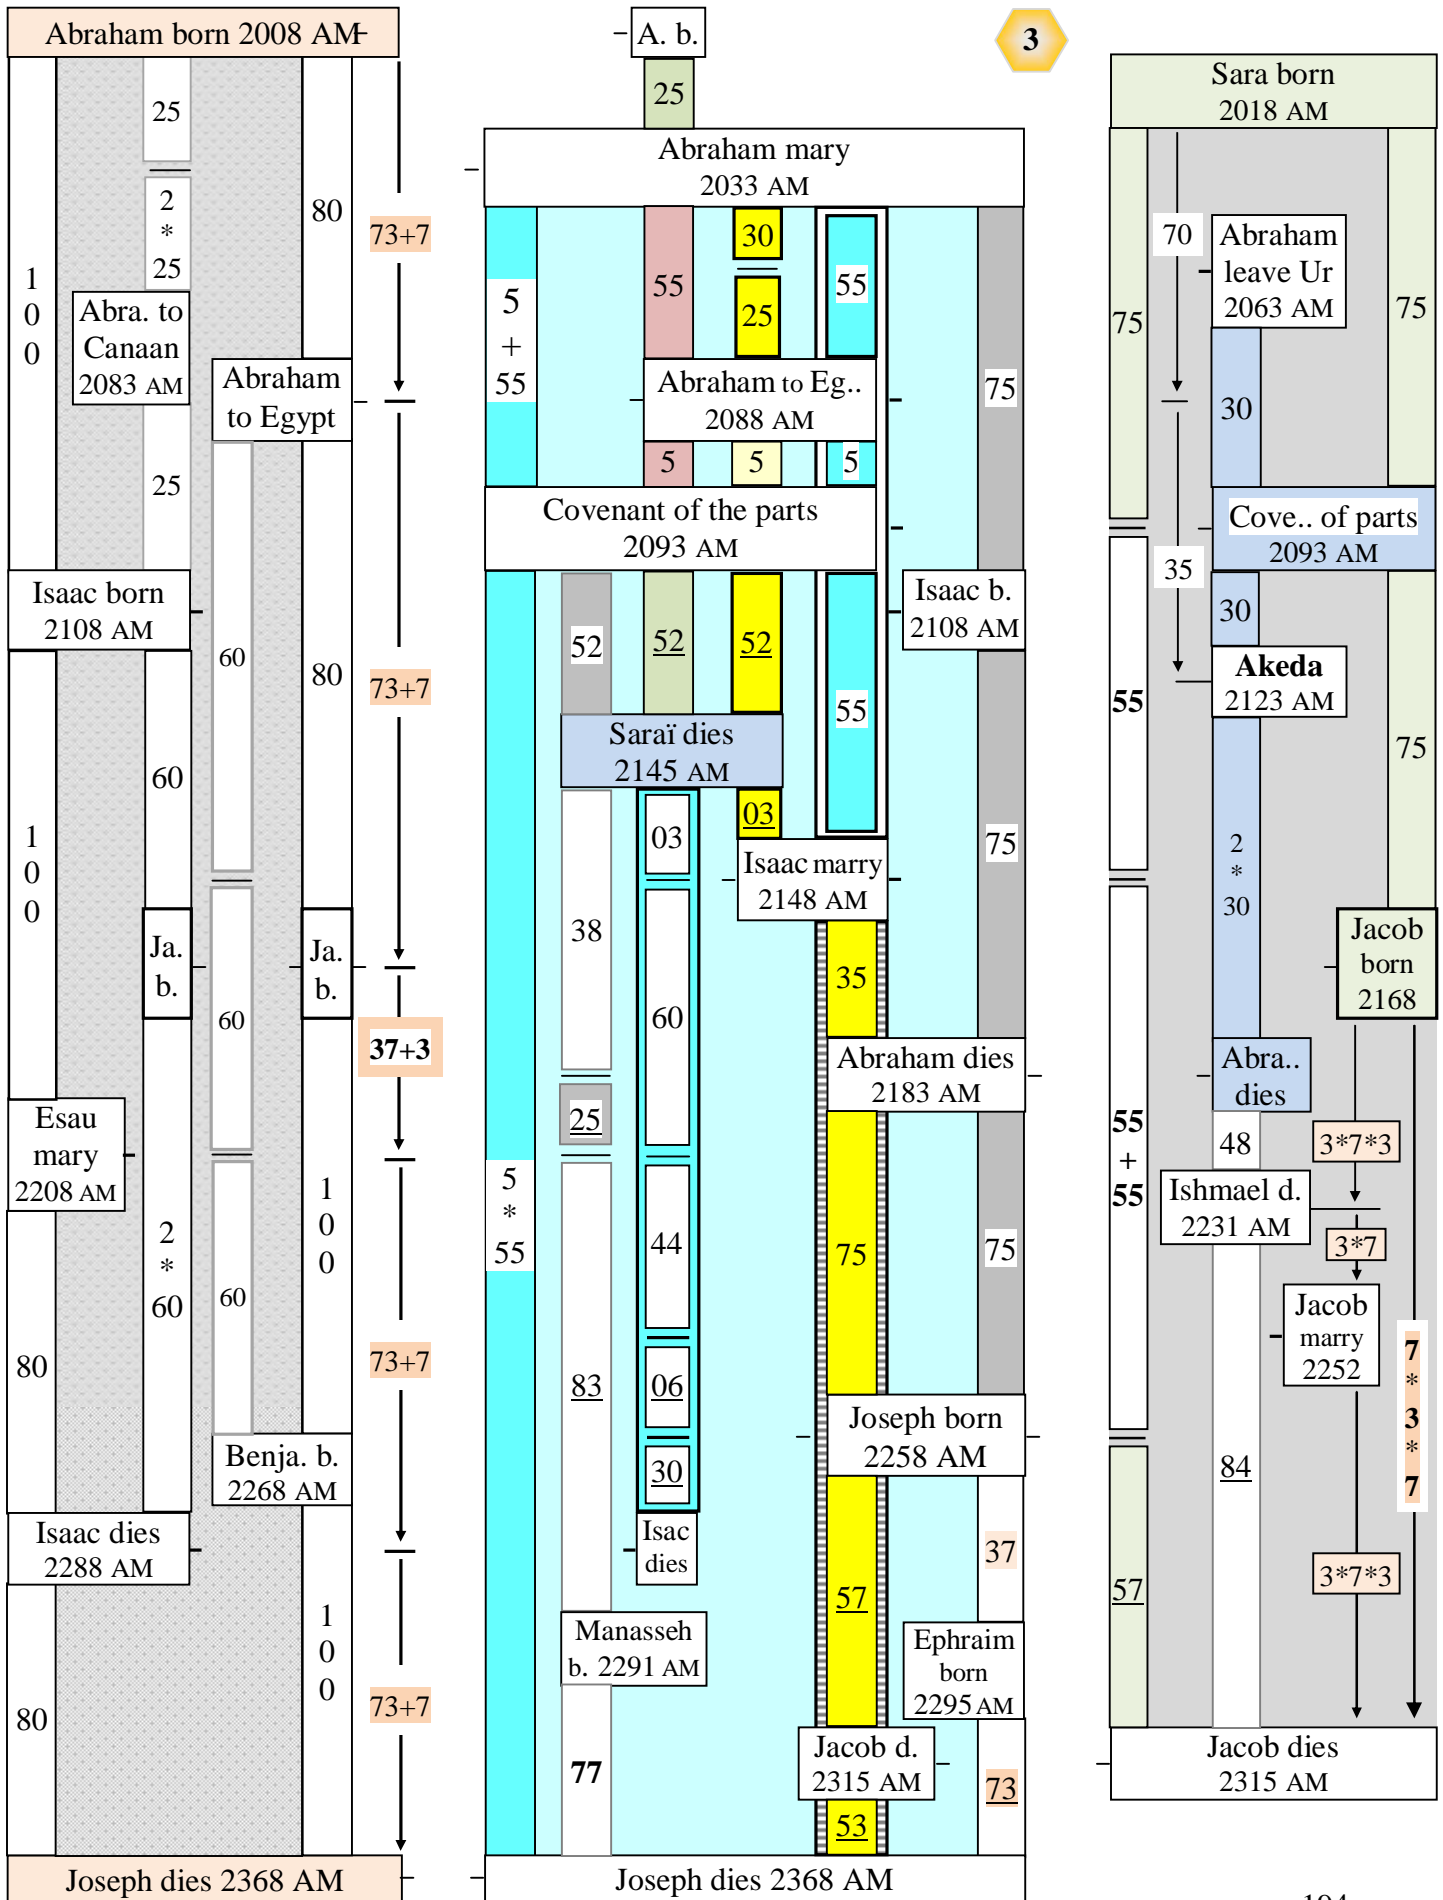 Abraham born 2008 AM
25
2
*
25
80
73+7
1
0
0
Abra. to
Canaan
2083 AM
Abraham
to Egypt
25
Isaac born
2108 AM
60
80
73+7
60
1
0
0
Ja.
b.
Ja.
b.
60
37+3
Esau
mary
2208 AM
2
*
60
60
1
0
0
80
73+7
Benja. b.
2268 AM
Isaac dies
2288 AM
1
0
0
80
73+7
Joseph dies 2368 AM
A. b.
3
25
Abraham mary
2033 AM
5
+
55
55
30
25
55
75
Abraham to Eg..
2088 AM
5
5
5
Covenant of the parts
2093 AM
52
52
52
55
Isaac b.
2108 AM
Saraï dies
2145 AM
03
03
75
Isaac marry
2148 AM
38
60
35
Abraham dies
2183 AM
25
5
*
55
44
75
75
83
06
30
Joseph born
2258 AM
Isac
dies
37
57
Manasseh
b. 2291 AM
Ephraim
born
2295 AM
77
Jacob d.
2315 AM
73
53
Joseph dies 2368 AM
Sara born
2018 AM
75
70
Abraham
leave Ur
2063 AM
75
30
Cove.. of parts
2093 AM
35
30
Akeda
2123 AM
55
75
2
*
30
Jacob
born
2168
Abra..
dies
55
+
55
48
3*7*3
Ishmael d.
2231 AM
3*7
Jacob
marry
2252
7
*
3
*
7
84
57
3*7*3
Jacob dies
2315 AM